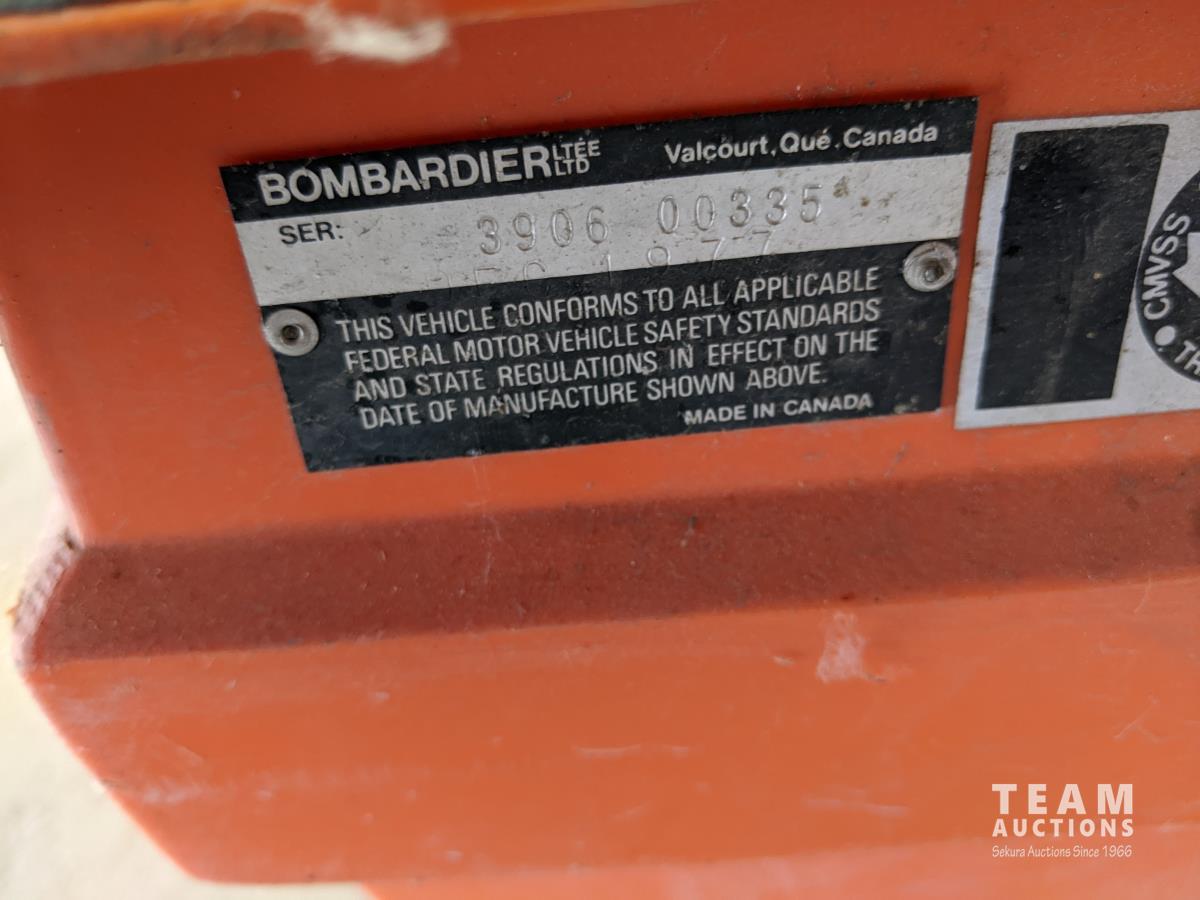 BOMBARDIER LTÉE LTD Valcourt, Qué. Canada
SER: 3906 00335
1977
THIS VEHICLE CONFORMS TO ALL APPLICABLE
FEDERAL MOTOR VEHICLE SAFETY STANDARDS
AND STATE REGULATIONS IN EFFECT ON THE
DATE OF MANUFACTURE SHOWN ABOVE.
MADE IN CANADA
• CMVSS
TEAM
AUCTIONS
Sekura Auctions Since 1966